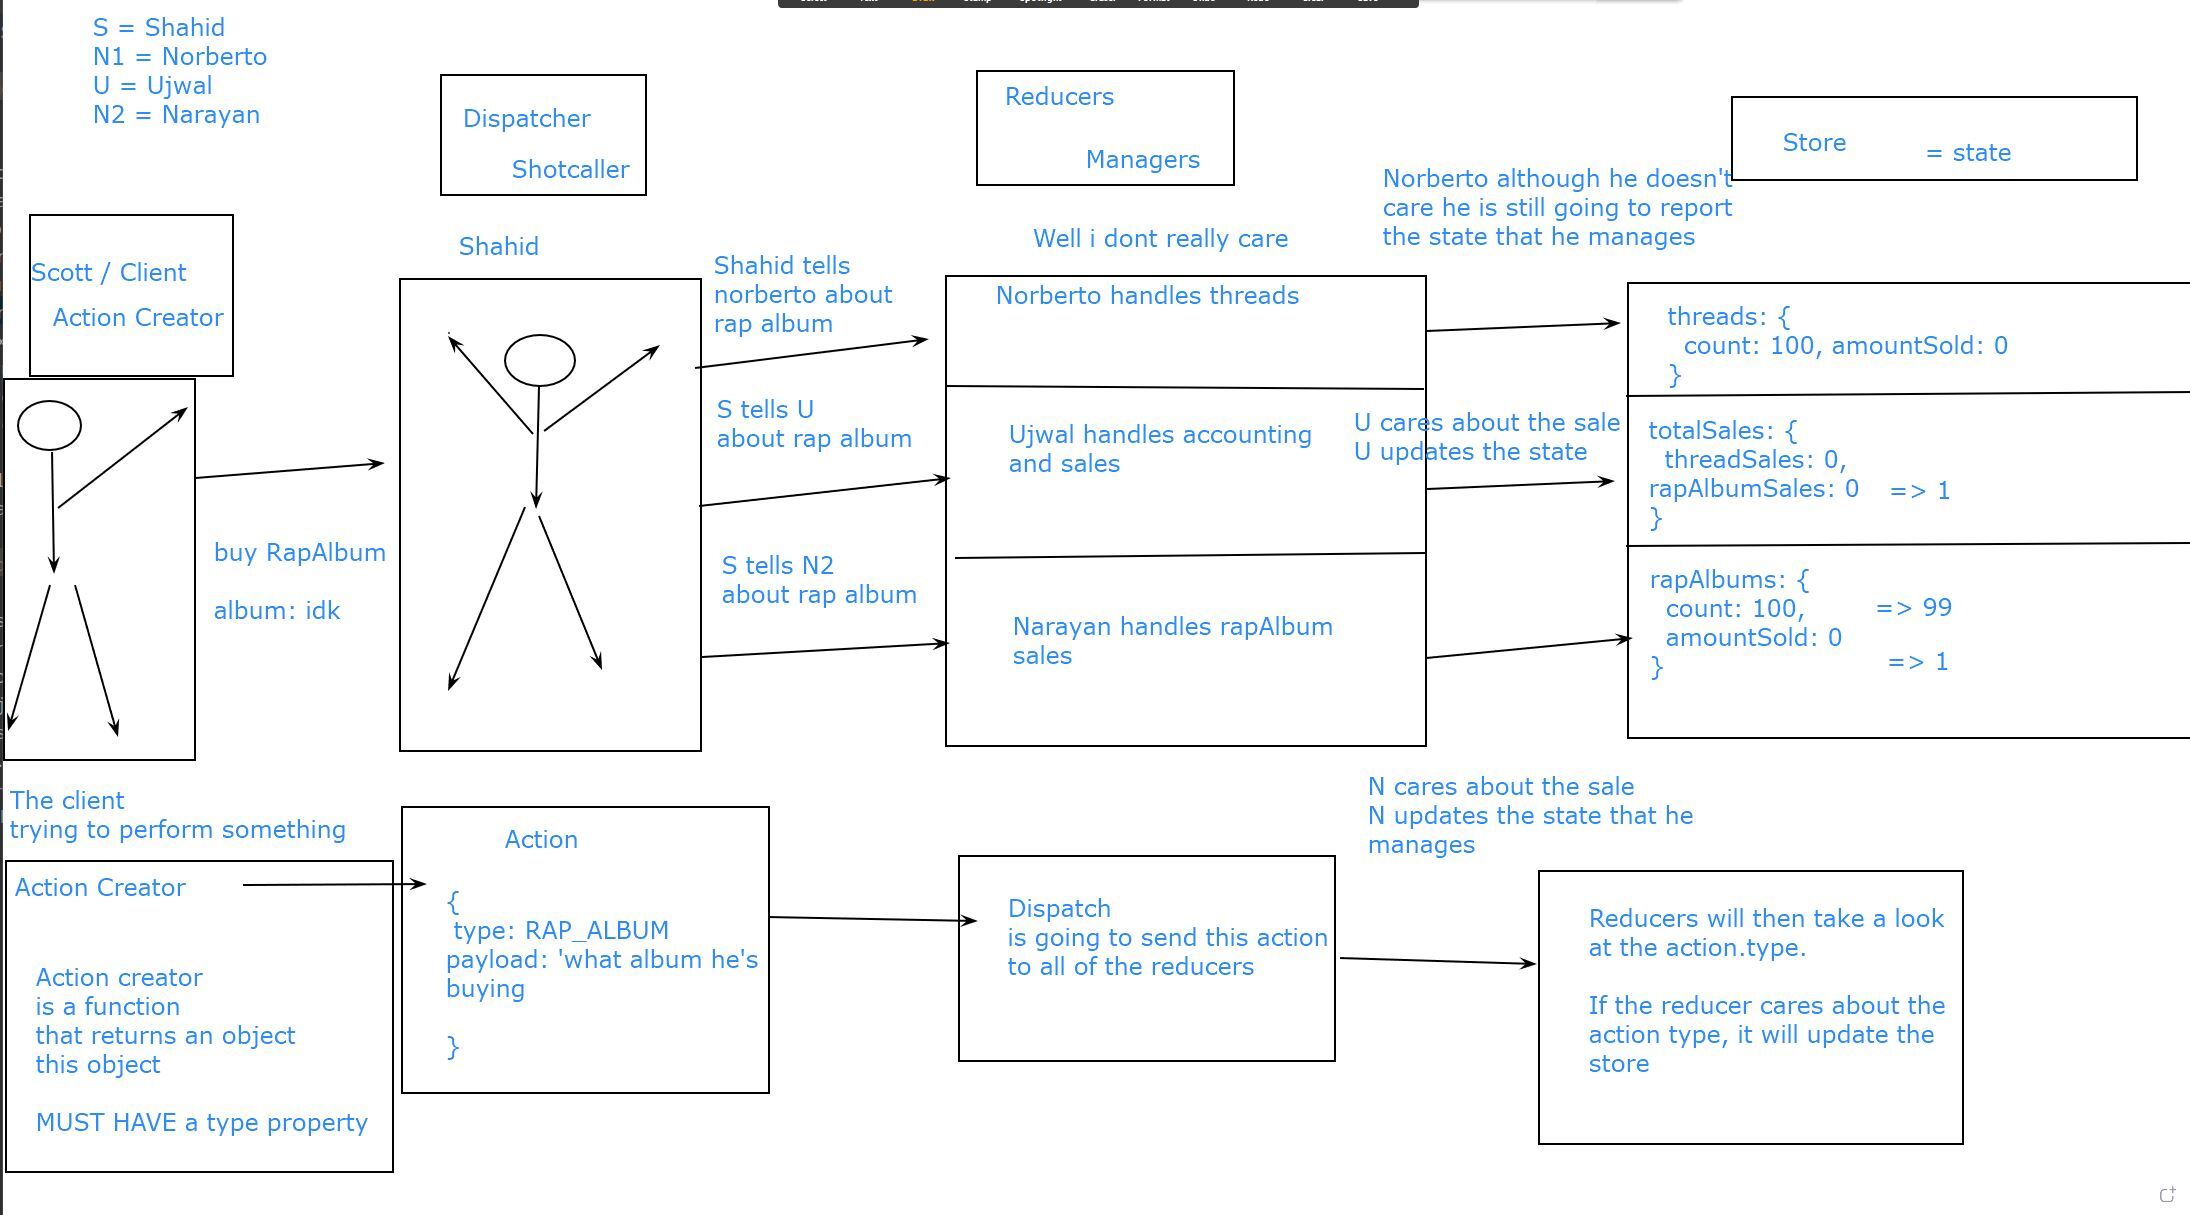 S = Shahid
N1 = Norberto
U = Ujwal
N2 = Narayan
Dispatcher
Shotcaller
Reducers
Managers
Store = state
Scott / Client
Action Creator
Shahid
Shahid tells
norberto about
rap album
Well i dont really care
Norberto although he doesn't
care he is still going to report
the state that he manages
Norberto handles threads
threads: {
count: 100, amountSold: 0
}
S tells U
about rap album
Ujwal handles accounting
and sales
U cares about the sale
U updates the state
totalSales: {
threadSales: 0,
rapAlbumSales: 0 => 1
}
buy RapAlbum
album: idk
S tells N2
about rap album
Narayan handles rapAlbum
sales
rapAlbums: {
count: 100, => 99
amountSold: 0
} => 1
The client
trying to perform something
N cares about the sale
N updates the state that he
manages
Action Creator
Action creator
is a function
that returns an object
this object
MUST HAVE a type property
Action
{
type: RAP_ALBUM
payload: 'what album he's
buying
}
Dispatch
is going to send this action
to all of the reducers
Reducers will then take a look
at the action.type.
If the reducer cares about the
action type, it will update the
store